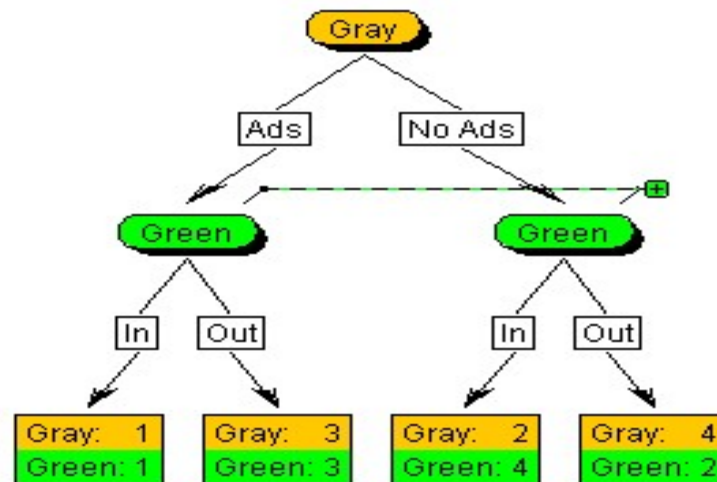 Gray
Ads No Ads
Green Green
In Out In Out
Gray: 1 Gray: 3 Gray: 2 Gray: 4
Green: 1 Green: 3 Green: 4 Green: 2